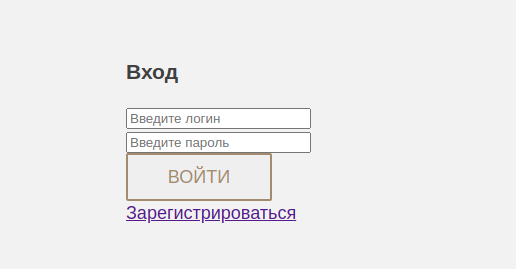 Вход
Введите логин
Введите пароль
ВОЙТИ
Зарегистрироваться